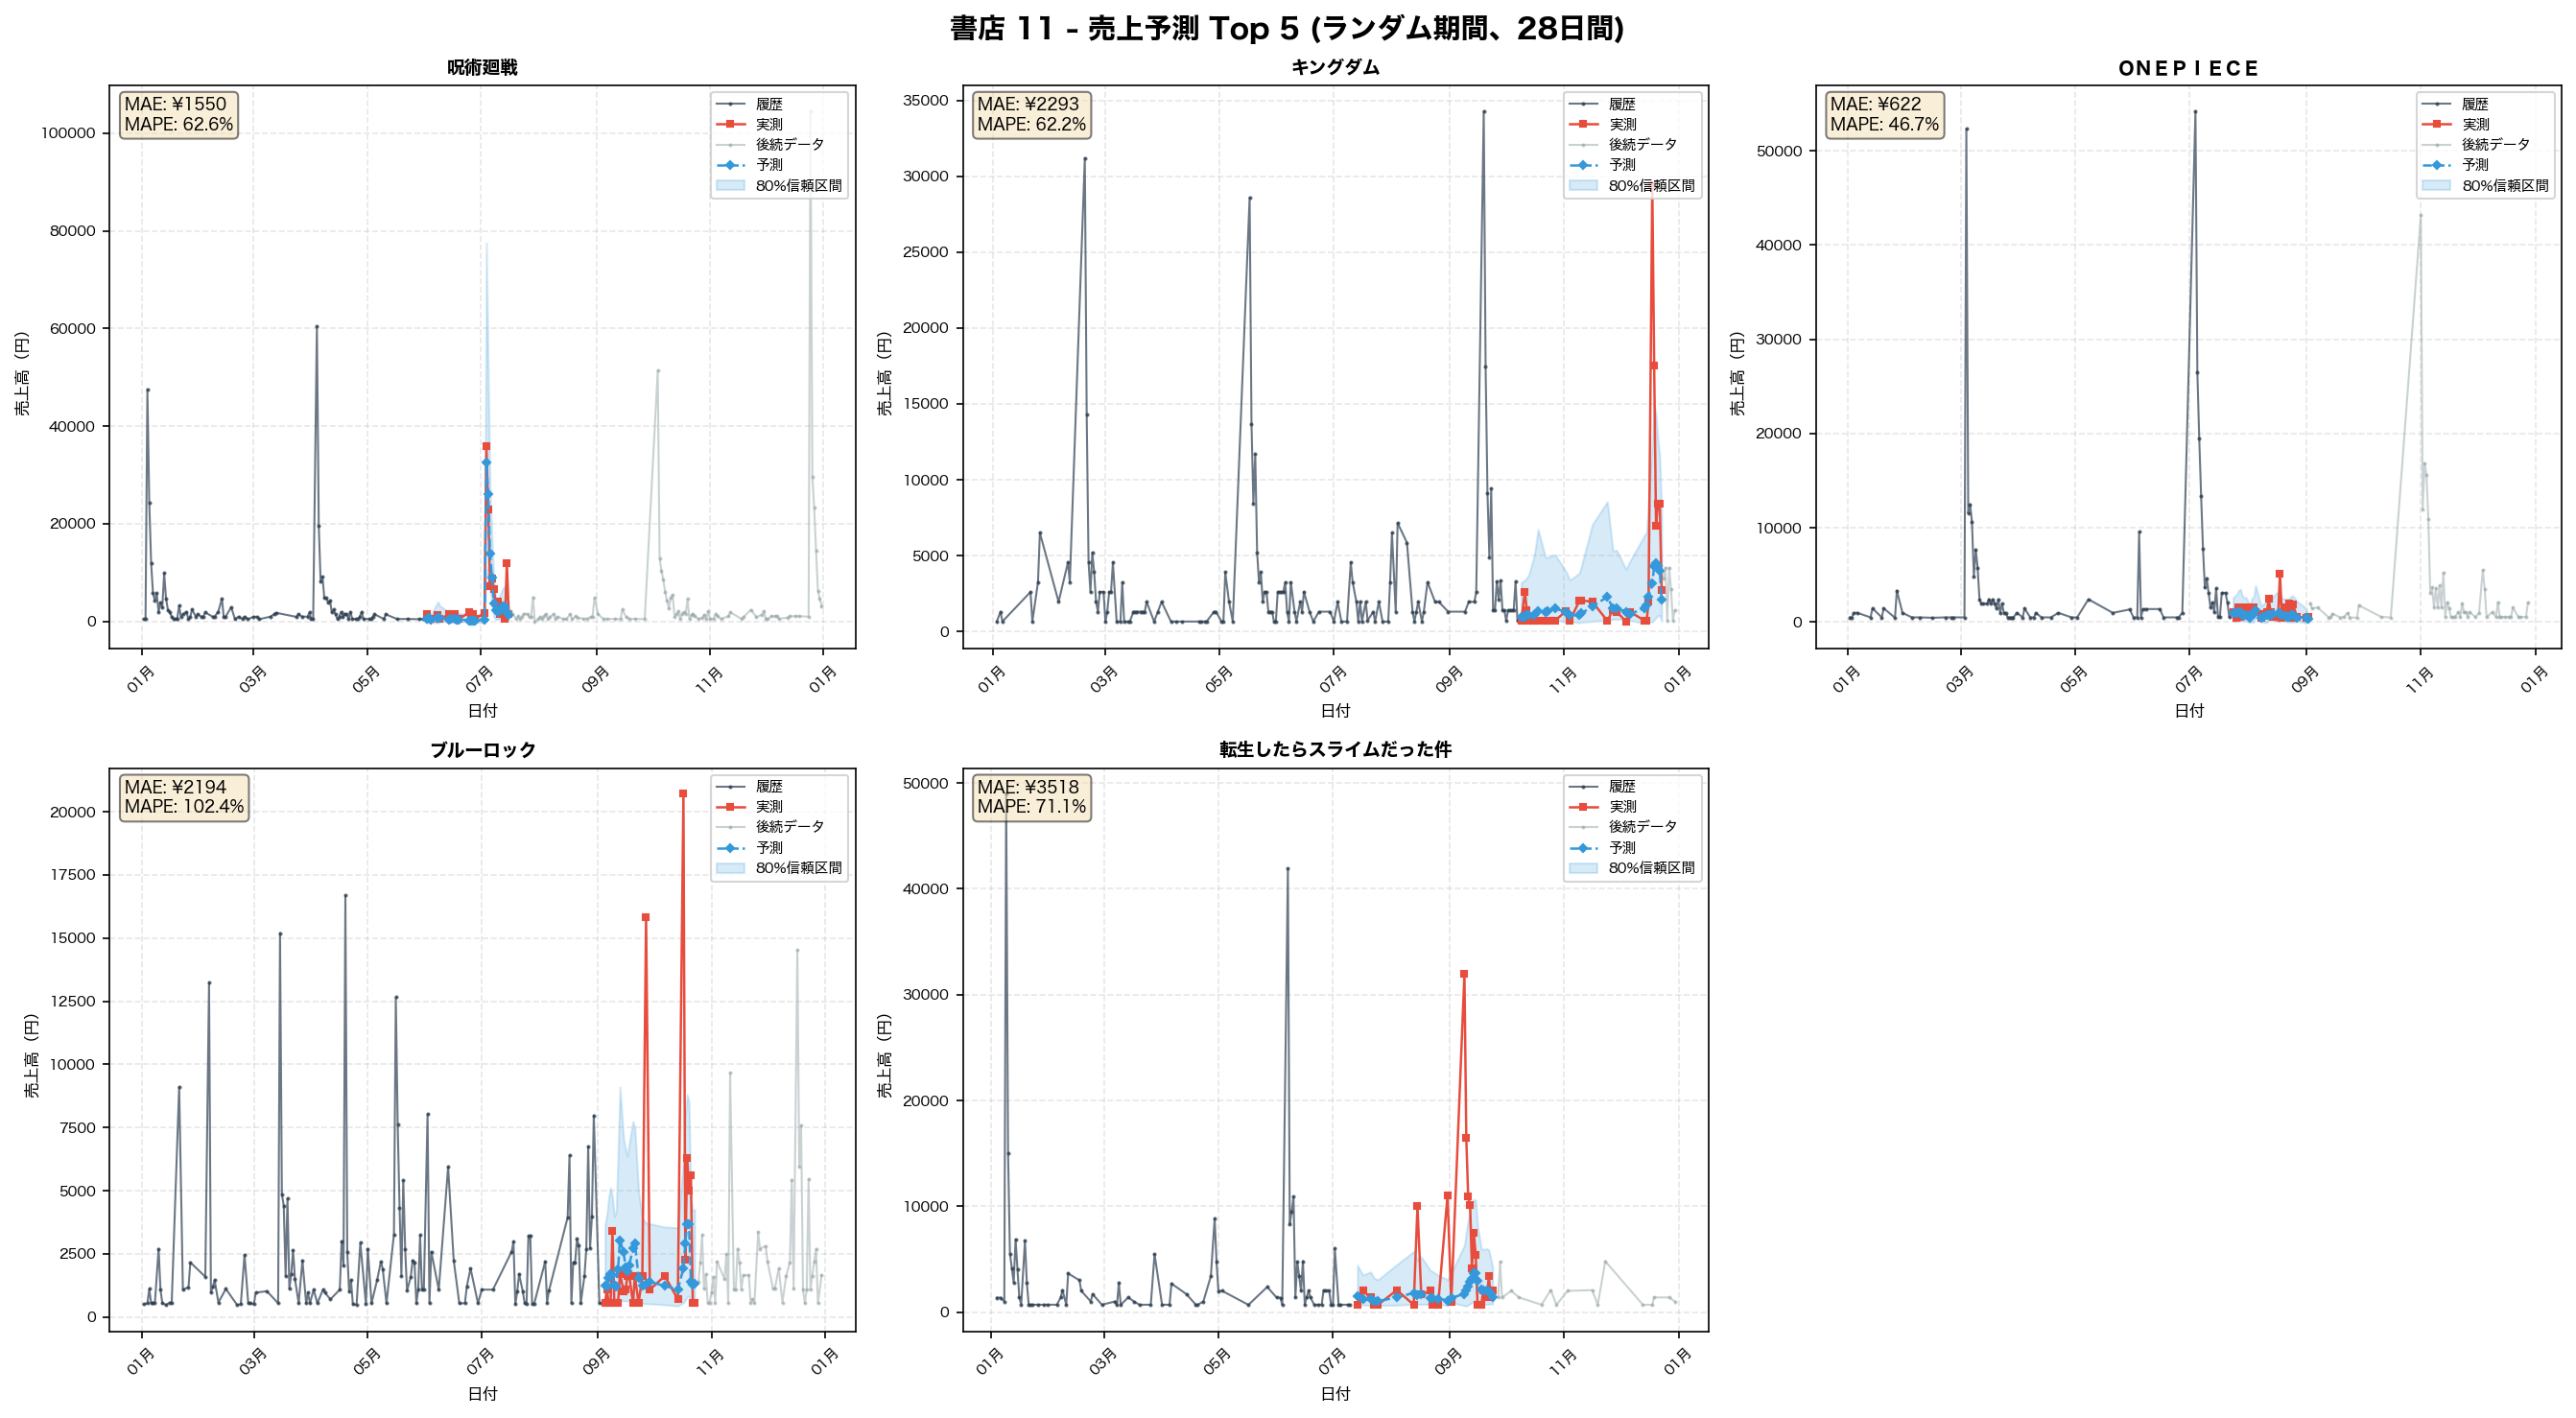 書店 11 - 売上予測 Top 5 (ランダム期間、28日間)
呪術廻戦
MAE: ¥1550
MAPE: 62.6%
履歴
実測
後続データ
予測
80%信頼区間
売上高（円）
100000
80000
60000
40000
20000
0
01月
03月
05月
07月
09月
11月
01月
日付
キングダム
MAE: ¥2293
MAPE: 62.2%
履歴
実測
後続データ
予測
80%信頼区間
売上高（円）
35000
30000
25000
20000
15000
10000
5000
0
01月
03月
05月
07月
09月
11月
01月
日付
ＯＮＥＰＩＥＣＥ
MAE: ¥622
MAPE: 46.7%
履歴
実測
後続データ
予測
80%信頼区間
売上高（円）
50000
40000
30000
20000
10000
0
01月
03月
05月
07月
09月
11月
01月
日付
ブルーロック
MAE: ¥2194
MAPE: 102.4%
履歴
実測
後続データ
予測
80%信頼区間
売上高（円）
20000
17500
15000
12500
10000
7500
5000
2500
0
01月
03月
05月
07月
09月
11月
01月
日付
転生したらスライムだった件
MAE: ¥3518
MAPE: 71.1%
履歴
実測
後続データ
予測
80%信頼区間
売上高（円）
50000
40000
30000
20000
10000
0
01月
03月
05月
07月
09月
11月
01月
日付